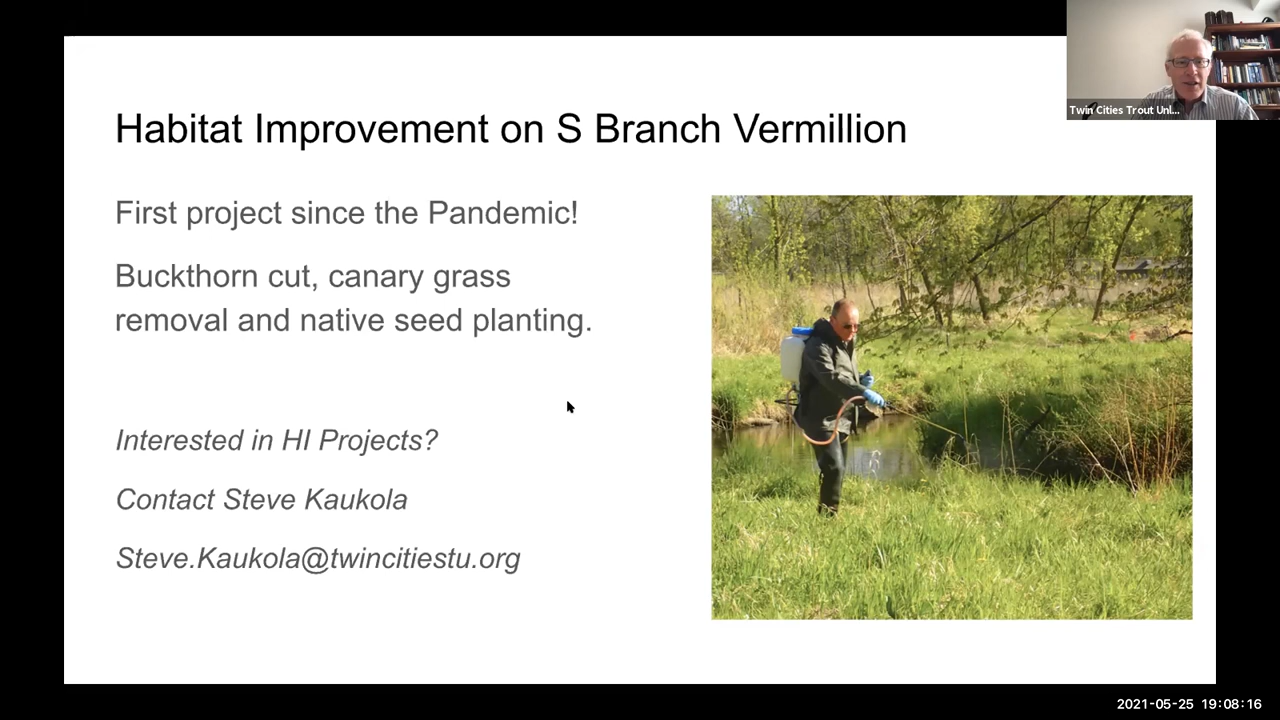 Twin Cities Trout Unl...
Habitat Improvement on S Branch Vermillion
First project since the Pandemic!
Buckthorn cut, canary grass
removal and native seed planting.
Interested in HI Projects?
Contact Steve Kaukola
Steve.Kaukola@twincitiestu.org
2021-05-25 19:08:16